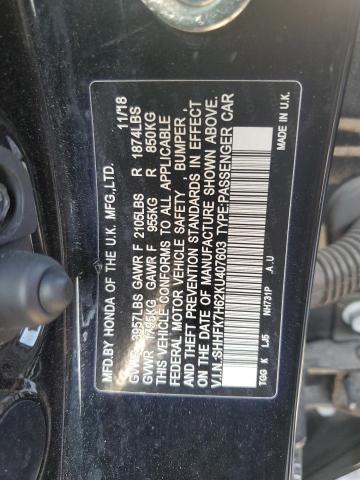 MFD.BY HONDA OF THE U.K. MFG.,LTD. 11/18
GVWR 3957LBS GAWR F 2105LBS R 1874LBS
GVWR 1795KG GAWR F 955KG R 850KG
THIS VEHICLE CONFORMS TO ALL APPLICABLE
FEDERAL MOTOR VEHICLE SAFETY BUMPER,
AND THEFT PREVENTION STANDARDS IN EFFECT
ON THE DATE OF MANUFACTURE SHOWN ABOVE.
V.I.N.:SHHFK7H62KU407603 TYPE:PASSENGER CAR
TGG K LJ5 NH731P .A.U MADE IN U.K.